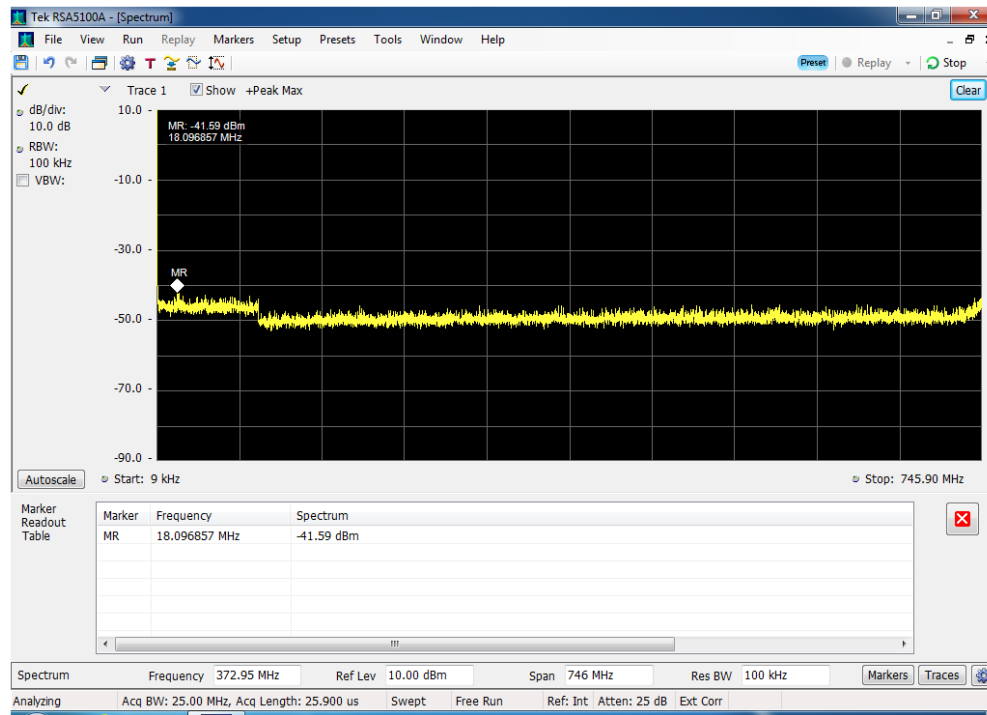 Tek RSA5100A - [Spectrum]
File View Run Replay Markers Setup Presets Tools Window Help
T Preset Replay Stop
Trace 1 Show +Peak Max Clear
dB/div:
10.0 dB
RBW:
100 kHz
VBW:
10.0
-10.0
-30.0
-50.0
-70.0
-90.0
MR: -41.59 dBm
18.096857 MHz
MR
Autoscale Start: 9 kHz Stop: 745.90 MHz
Marker
Readout
Table
Marker Frequency Spectrum
MR 18.096857 MHz -41.59 dBm
Spectrum Frequency 372.95 MHz Ref Lev 10.00 dBm Span 746 MHz Res BW 100 kHz Markers Traces
Analyzing Acq BW: 25.00 MHz, Acq Length: 25.900 us Swept Free Run Ref: Int Atten: 25 dB Ext Corr